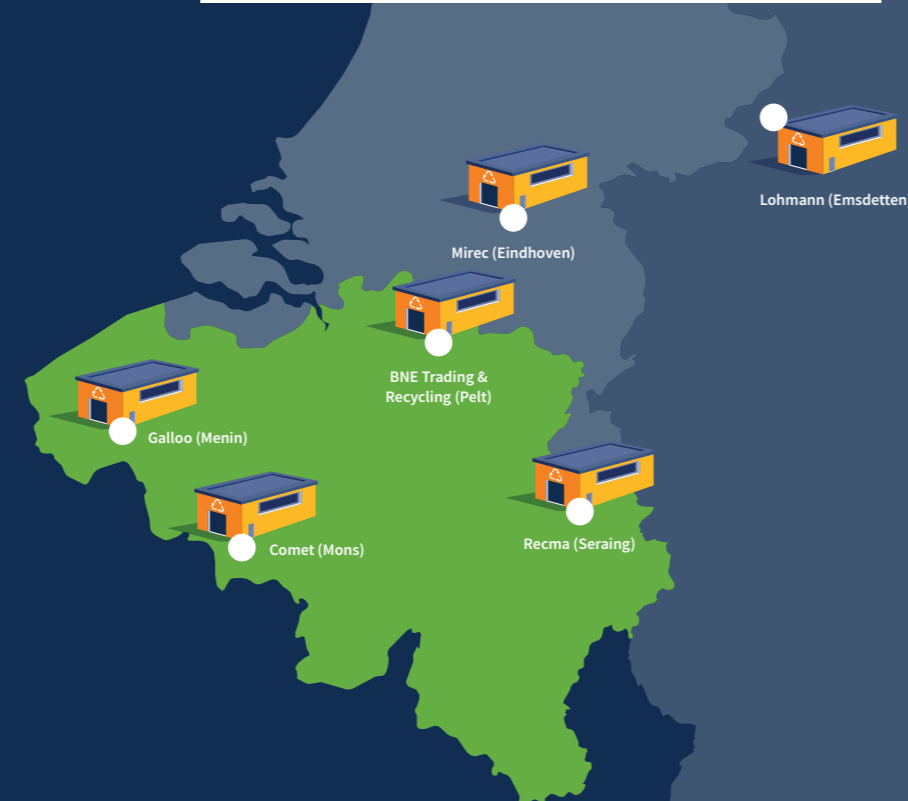 Lohmann (Emsdetten)
Mirec (Eindhoven)
BNE Trading &
Recycling (Pelt)
Galloo (Menin)
Recma (Seraing)
Comet (Mons)